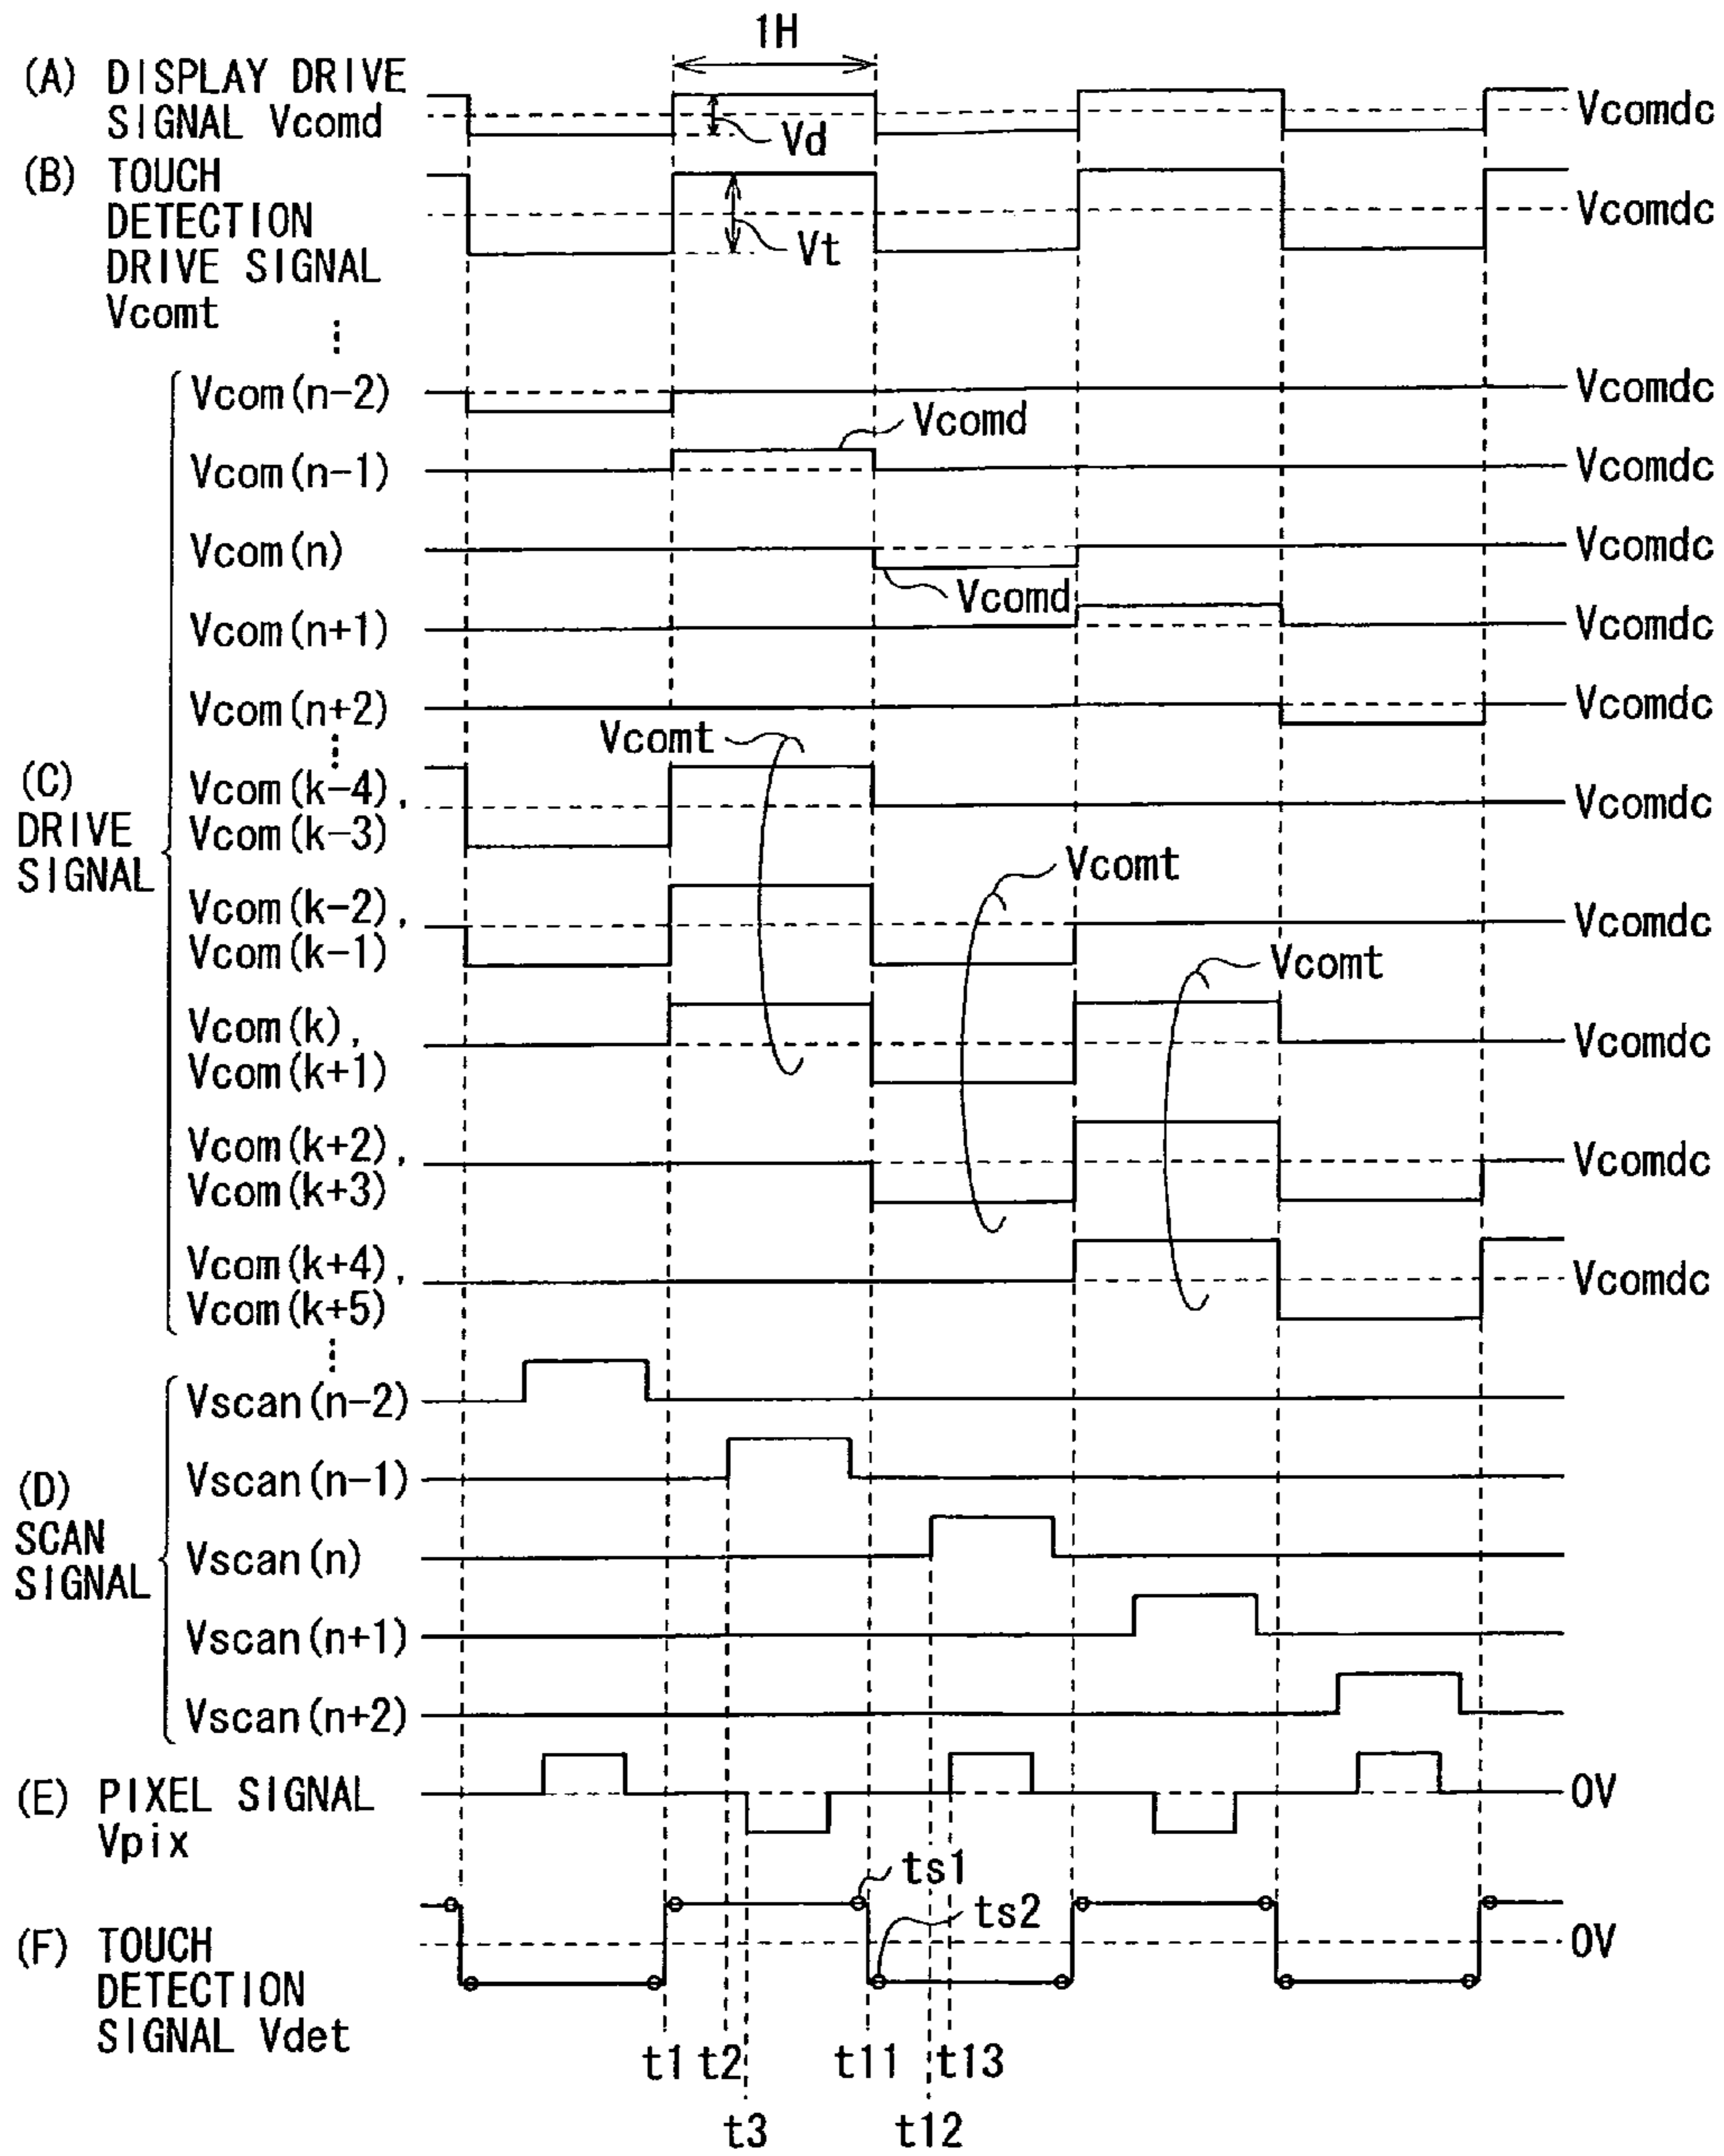 1H
(A) DISPLAY DRIVE
SIGNAL Vcomd
Vd
Vcomdc
(B) TOUCH
DETECTION
DRIVE SIGNAL
Vcomt
Vt
Vcomdc
Vcom(n-2)
Vcomdc
Vcomd
Vcom(n-1)
Vcomdc
Vcom(n)
Vcomdc
Vcomd
Vcom(n+1)
Vcomdc
Vcom(n+2)
Vcomdc
Vcomt
(C)
DRIVE
SIGNAL
Vcom(k-4),
Vcom(k-3)
Vcomdc
Vcomt
Vcom(k-2),
Vcom(k-1)
Vcomdc
Vcomt
Vcom(k),
Vcom(k+1)
Vcomdc
Vcom(k+2),
Vcom(k+3)
Vcomdc
Vcom(k+4),
Vcom(k+5)
Vcomdc
Vscan(n-2)
Vscan(n-1)
(D)
SCAN
SIGNAL
Vscan(n)
Vscan(n+1)
Vscan(n+2)
(E) PIXEL SIGNAL
Vpix
0V
ts1
ts2
(F) TOUCH
DETECTION
SIGNAL Vdet
0V
t1 t2 t11 t13
t3 t12